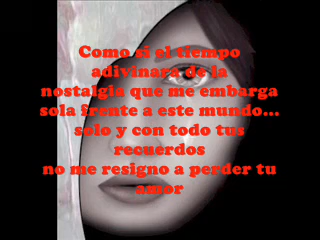 Como si el tiempo
adivinara de la
nostalgia que me embarga
sola frente a este mundo...
solo y con todo tus
recuerdos
no me resigno a perder tu
amor